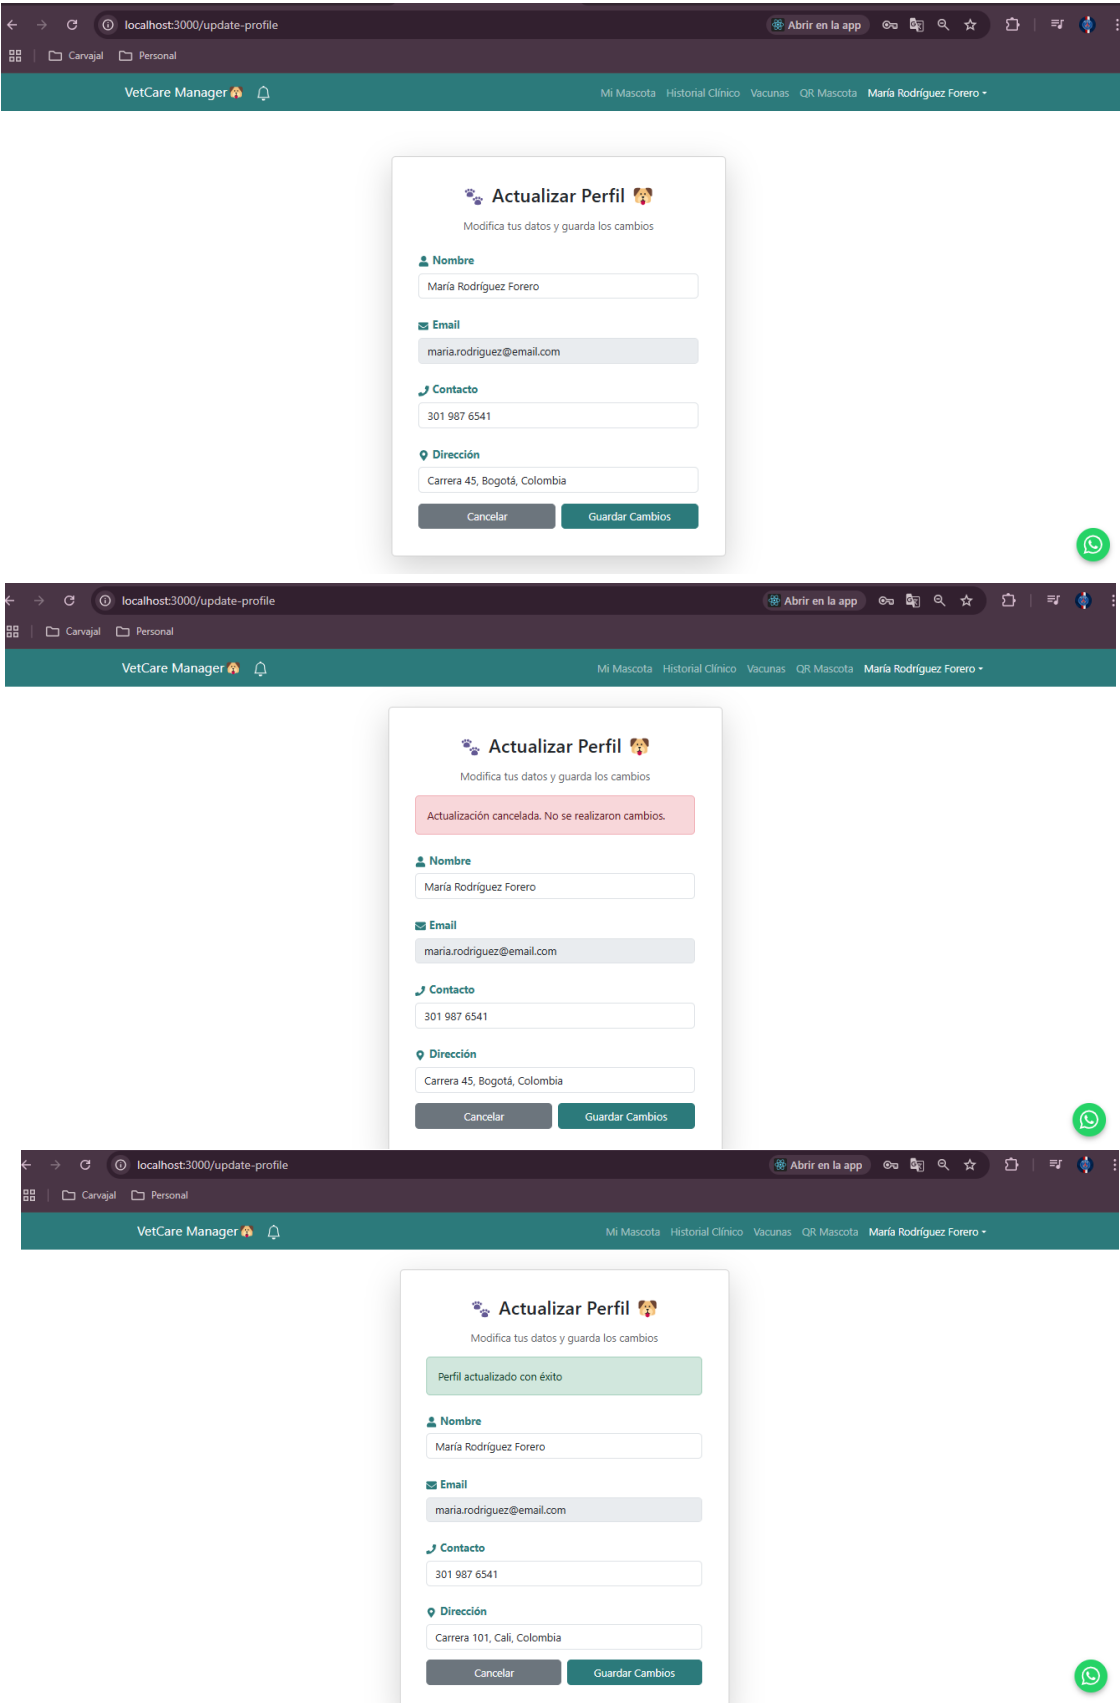 localhost:3000/update-profile Abrir en la app
Carvajal Personal
VetCare Manager Mi Mascota Historial Clínico Vacunas QR Mascota María Rodríguez Forero
Actualizar Perfil
Modifica tus datos y guarda los cambios
Nombre
María Rodríguez Forero
Email
maria.rodriguez@email.com
Contacto
301 987 6541
Dirección
Carrera 45, Bogotá, Colombia
Cancelar Guardar Cambios
localhost:3000/update-profile Abrir en la app
Carvajal Personal
VetCare Manager Mi Mascota Historial Clínico Vacunas QR Mascota María Rodríguez Forero
Actualizar Perfil
Modifica tus datos y guarda los cambios
Actualización cancelada. No se realizaron cambios.
Nombre
María Rodríguez Forero
Email
maria.rodriguez@email.com
Contacto
301 987 6541
Dirección
Carrera 45, Bogotá, Colombia
Cancelar Guardar Cambios
localhost:3000/update-profile Abrir en la app
Carvajal Personal
VetCare Manager Mi Mascota Historial Clínico Vacunas QR Mascota María Rodríguez Forero
Actualizar Perfil
Modifica tus datos y guarda los cambios
Perfil actualizado con éxito
Nombre
María Rodríguez Forero
Email
maria.rodriguez@email.com
Contacto
301 987 6541
Dirección
Carrera 101, Cali, Colombia
Cancelar Guardar Cambios